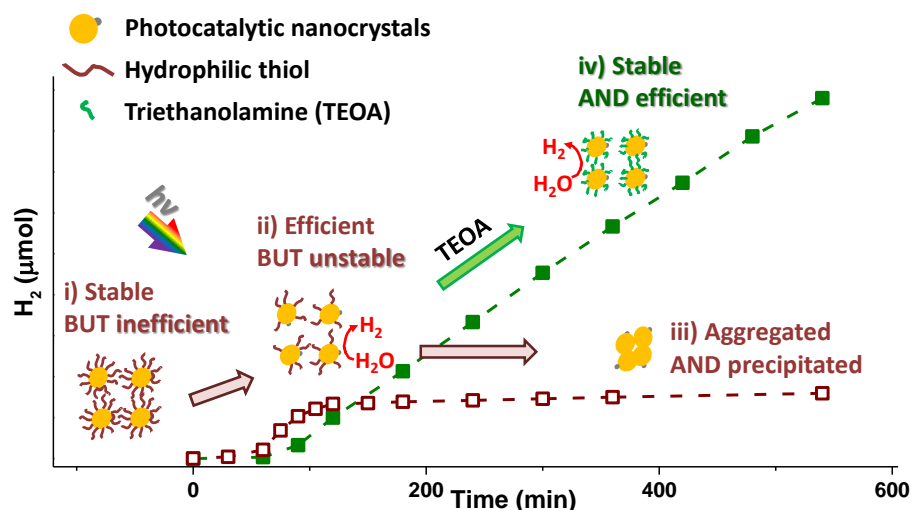 Photocatalytic nanocrystals
Hydrophilic thiol
Triethanolamine (TEOA)
iv) Stable
AND efficient
H₂
H₂O
hν
ii) Efficient
BUT unstable
TEOA
i) Stable
BUT inefficient
H₂
H₂O
iii) Aggregated
AND precipitated
H₂ (μmol)
0
200
400
600
Time (min)